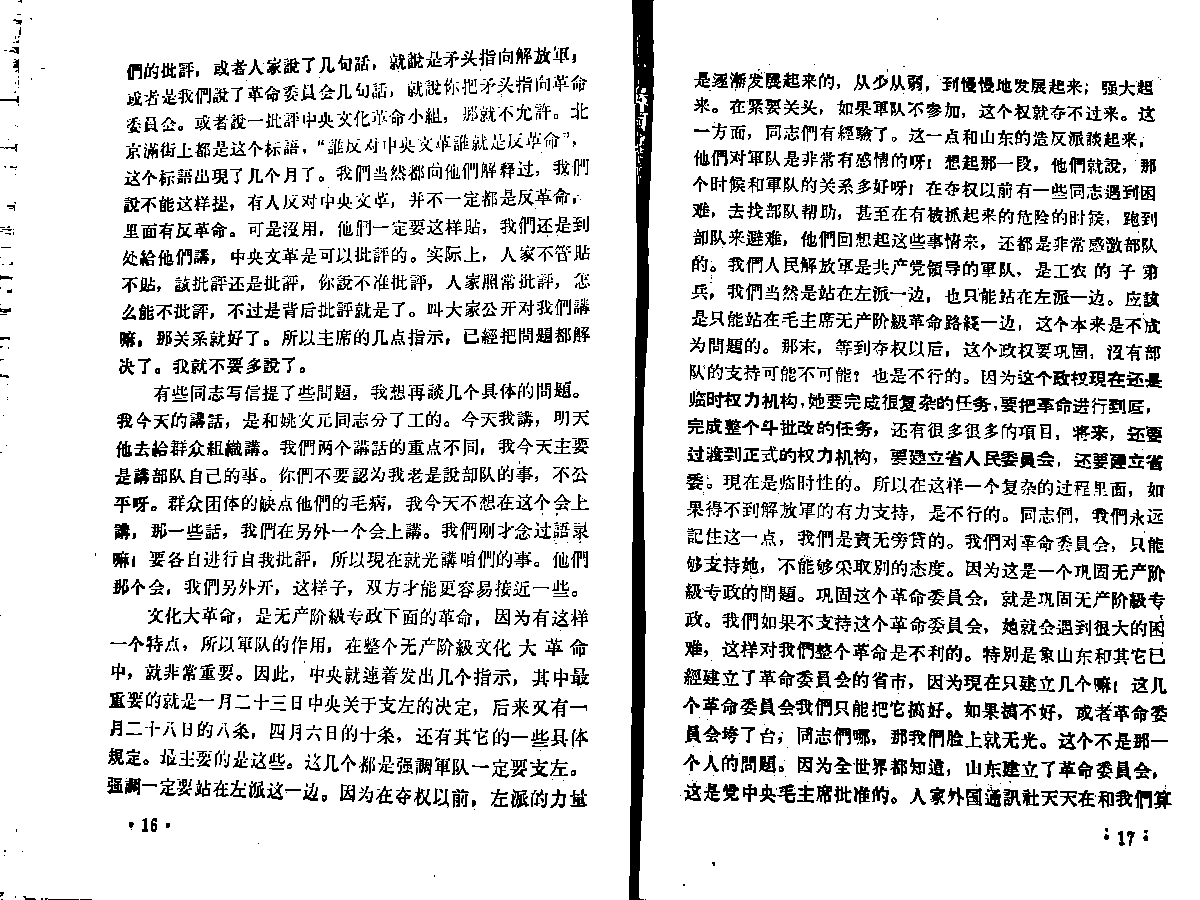 們的批評，或者人家說了几句話，就說是矛头指向解放軍，
或者是我們說了革命委員会几句話，就說你把矛头指向革命
委員会。或者說一批評中央文化革命小組，那就不允許。北
京滿街上都是这个标語，“誰反对中央文革誰就是反革命”，
这个标語出現了几个月了。我們当然都向他們解釋过，我們
說不能这样提，有人反对中央文革，并不一定都是反革命，
里面有反革命。可是沒用，他們一定要这样貼，我們还是到
处給他們講，中央文革是可以批評的。实际上，人家不管貼
不貼，該批評还是批評，你說不准批評，人家照常批評，怎
么能不批評，不过是背后批評就是了。叫大家公开对我們講
嘛，那关系就好了。所以主席的几点指示，已經把問題都解
决了。我就不要多說了。
有些同志写信提了些問題，我想再談几个具体的問題。
我今天的講話，是和姚文元同志分了工的。今天我講，明天
他去給群众組織講。我們两个講話的重点不同，我今天主要
是講部队自己的事。你們不要認为我老是說部队的事，不公
平呀。群众团体的缺点他們的毛病，我今天不想在这个会上
講，那一些話，我們在另外一个会上講。我們刚才念过語录
嘛！要各自进行自我批評，所以現在就光講咱們的事。他們
那个会，我們另外开，这样子，双方才能更容易接近一些。
文化大革命，是无产阶級专政下面的革命，因为有这样
一个特点，所以軍队的作用，在整个无产阶級文化大革命
中，就非常重要。因此，中央就連着发出几个指示，其中最
重要的就是一月二十三日中央关于支左的决定，后来又有一
月二十八日的八条，四月六日的十条，还有其它的一些具体
規定。最主要的是这些。这几个都是强調軍队一定要支左。
强調一定要站在左派这一边。因为在夺权以前，左派的力量
·16·
是逐漸发展起来的，从少从弱，到慢慢地发展起来；强大起
来。在紧要关头，如果軍队不参加，这个权就夺不过来。这
一方面，同志們有經驗了。这一点和山东的造反派談起来，
他們对軍队是非常有感情的呀！想起那一段，他們就說，那
个时候和軍队的关系多好呀！在夺权以前有一些同志遇到困
难，去找部队帮助，甚至在有被抓起来的危险的时候，跑到
部队来避难，他們回想起这些事情来，还都是非常感激部队
的。我們人民解放軍是共产党領导的軍队，是工农的子弟
兵，我們当然是站在左派一边，也只能站在左派一边。应該
是只能站在毛主席无产阶級革命路綫一边，这个本来是不成
为問題的。那末，等到夺权以后，这个政权要巩固，沒有部
队的支持可能不可能？也是不行的。因为这个政权現在还是
临时权力机构，她要完成很复杂的任务，要把革命进行到底，
完成整个斗批改的任务，还有很多很多的項目，将来，还要
过渡到正式的权力机构，要建立省人民委員会，还要建立省
委。現在是临时性的。所以在这样一个复杂的过程里面，如
果得不到解放軍的有力支持，是不行的。同志們，我們永远
記住这一点，我們是責无旁貸的。我們对革命委員会，只能
够支持她，不能够采取別的态度。因为这是一个巩固无产阶
級专政的問題。巩固这个革命委員会，就是巩固无产阶級专
政。我們如果不支持这个革命委員会，她就会遇到很大的困
难，这样对我們整个革命是不利的。特別是象山东和其它已
經建立了革命委員会的省市，因为現在只建立几个嘛！这几
个革命委員会我們只能把它搞好。如果搞不好，或者革命委
員会垮了台，同志們哪，那我們脸上就无光。这个不是那一
个人的問題。因为全世界都知道，山东建立了革命委員会，
这是党中央毛主席批准的。人家外国通訊社天天在和我們算
·17·